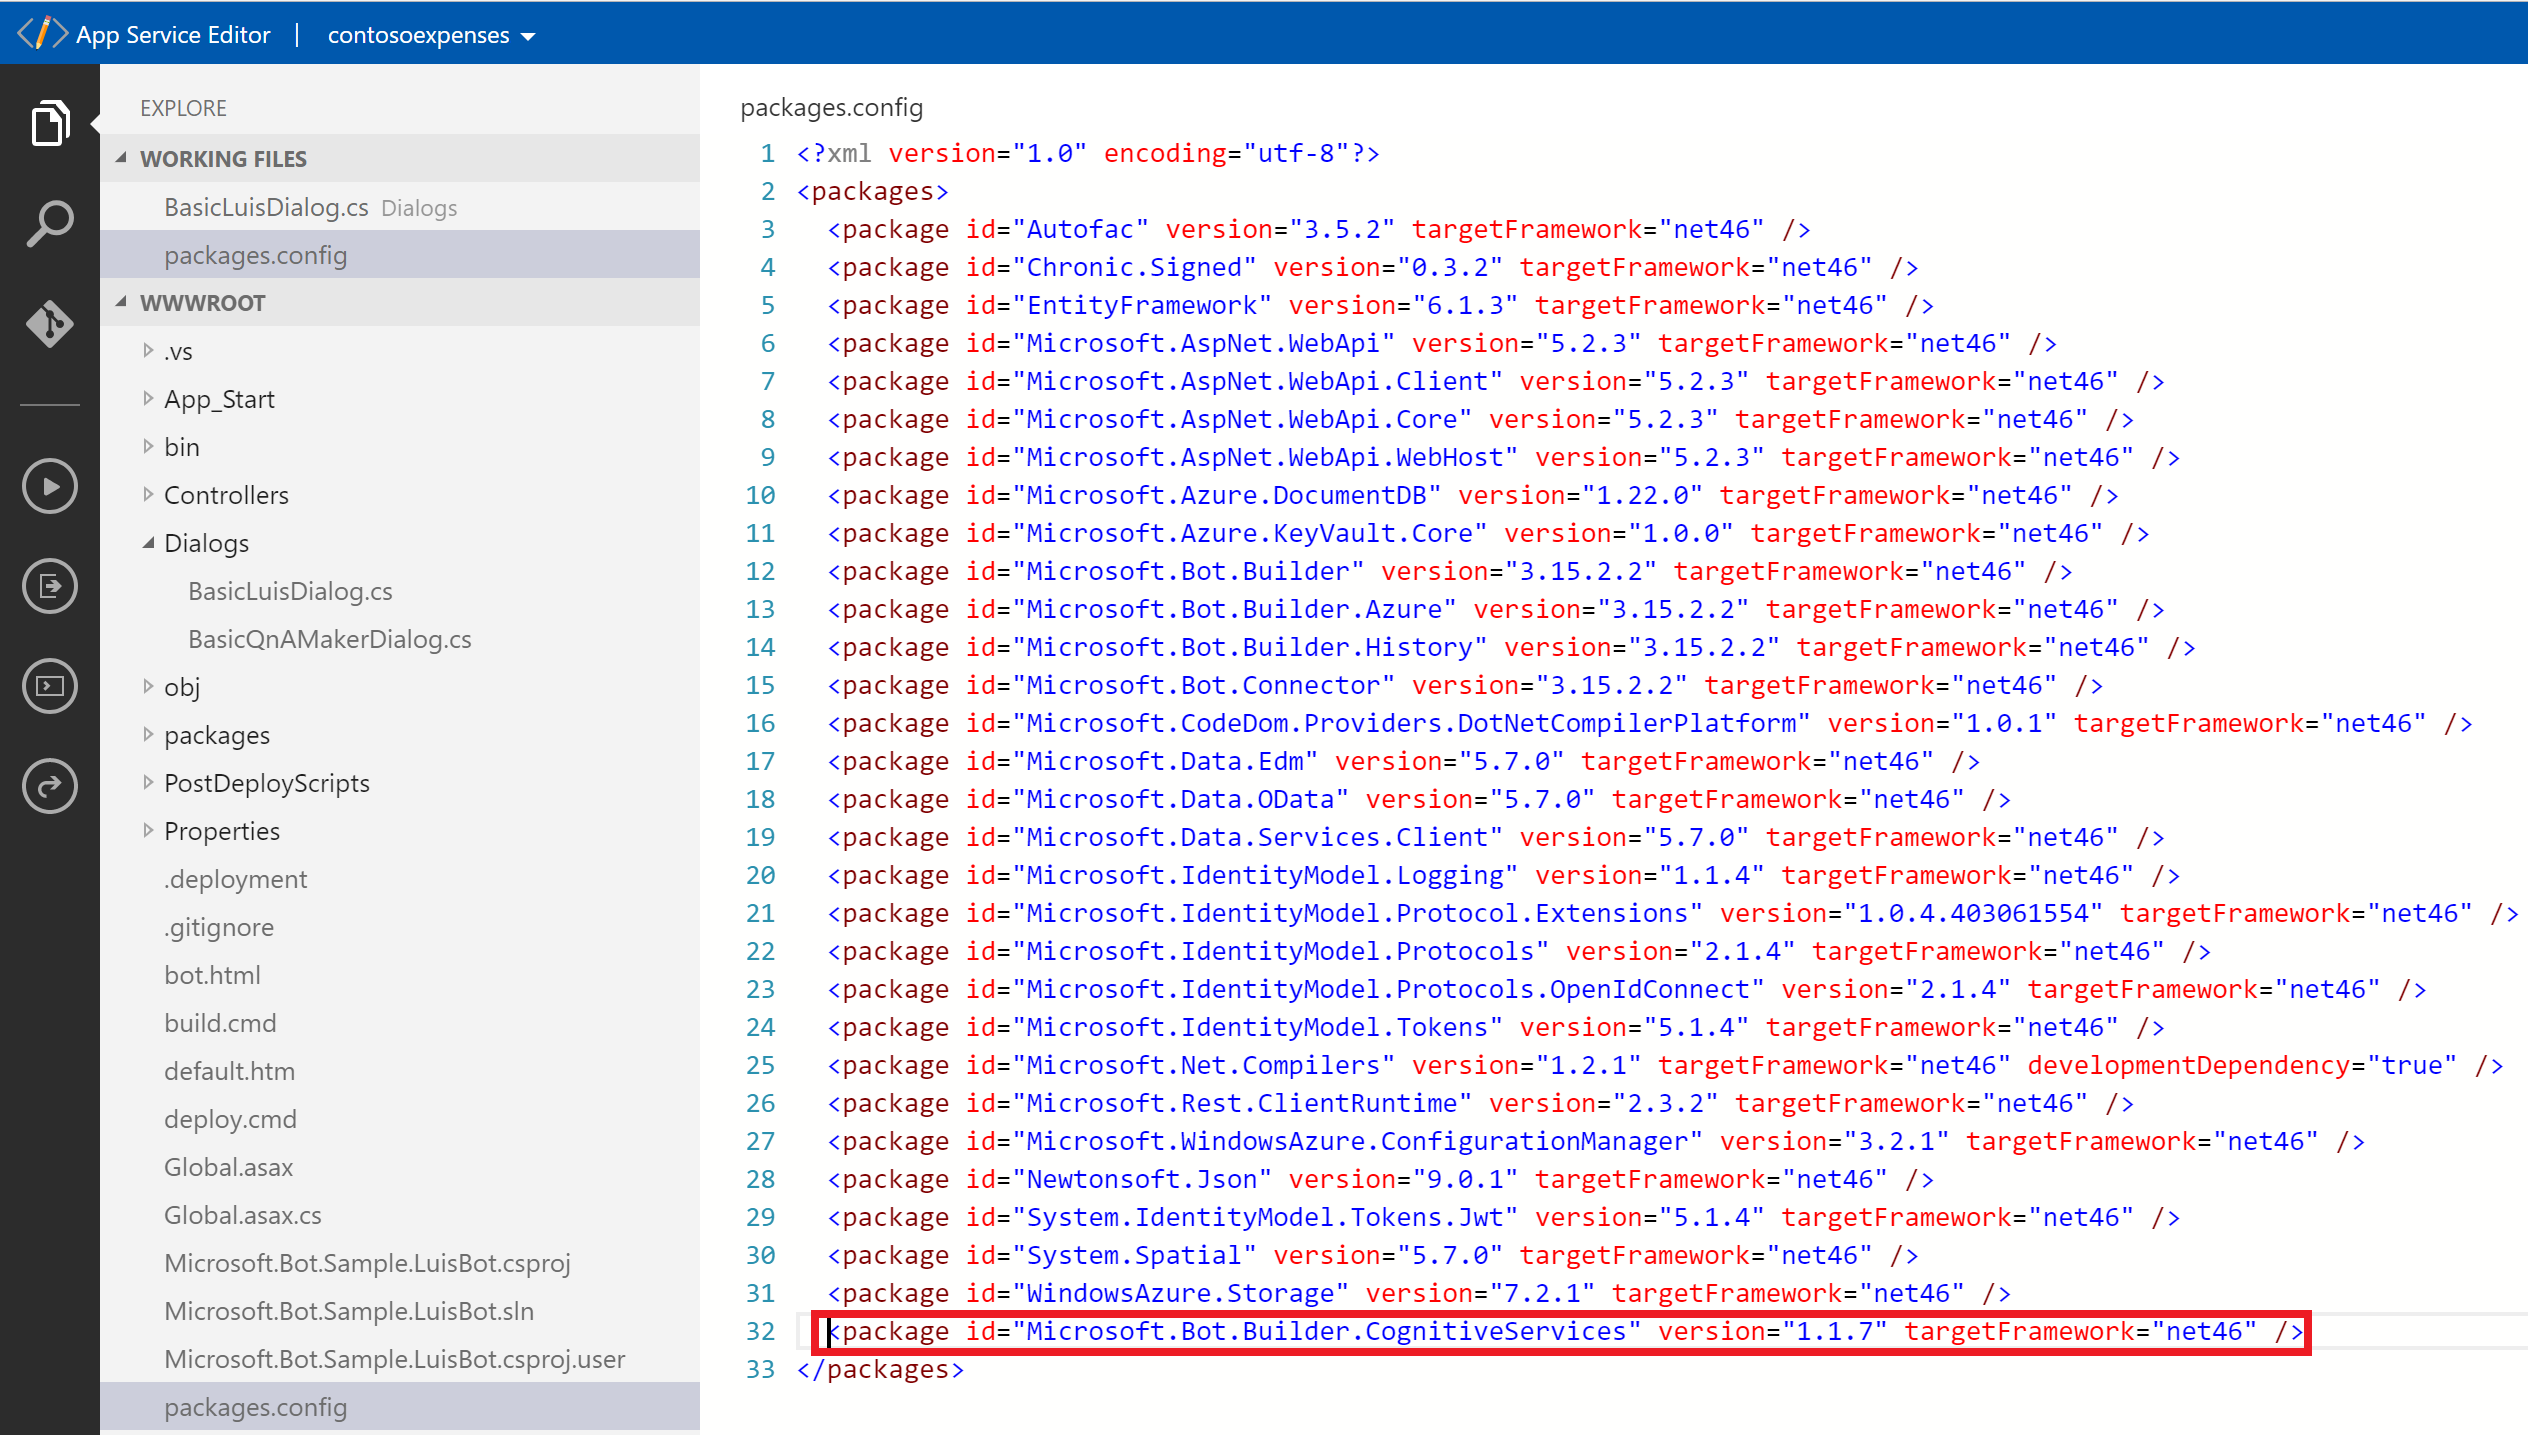 App Service Editor | contosoexpenses
EXPLORE
WORKING FILES
BasicLuisDialog.cs Dialogs
packages.config
WWWROOT
.vs
App_Start
bin
Controllers
Dialogs
BasicLuisDialog.cs
BasicQnAMakerDialog.cs
obj
packages
PostDeployScripts
Properties
.deployment
.gitignore
bot.html
build.cmd
default.htm
deploy.cmd
Global.asax
Global.asax.cs
Microsoft.Bot.Sample.LuisBot.csproj
Microsoft.Bot.Sample.LuisBot.sln
Microsoft.Bot.Sample.LuisBot.csproj.user
packages.config
packages.config
1 <?xml version="1.0" encoding="utf-8"?>
2 <packages>
3 <package id="Autofac" version="3.5.2" targetFramework="net46" />
4 <package id="Chronic.Signed" version="0.3.2" targetFramework="net46" />
5 <package id="EntityFramework" version="6.1.3" targetFramework="net46" />
6 <package id="Microsoft.AspNet.WebApi" version="5.2.3" targetFramework="net46" />
7 <package id="Microsoft.AspNet.WebApi.Client" version="5.2.3" targetFramework="net46" />
8 <package id="Microsoft.AspNet.WebApi.Core" version="5.2.3" targetFramework="net46" />
9 <package id="Microsoft.AspNet.WebApi.WebHost" version="5.2.3" targetFramework="net46" />
10 <package id="Microsoft.Azure.DocumentDB" version="1.22.0" targetFramework="net46" />
11 <package id="Microsoft.Azure.KeyVault.Core" version="1.0.0" targetFramework="net46" />
12 <package id="Microsoft.Bot.Builder" version="3.15.2.2" targetFramework="net46" />
13 <package id="Microsoft.Bot.Builder.Azure" version="3.15.2.2" targetFramework="net46" />
14 <package id="Microsoft.Bot.Builder.History" version="3.15.2.2" targetFramework="net46" />
15 <package id="Microsoft.Bot.Connector" version="3.15.2.2" targetFramework="net46" />
16 <package id="Microsoft.CodeDom.Providers.DotNetCompilerPlatform" version="1.0.1" targetFramework="net46" />
17 <package id="Microsoft.Data.Edm" version="5.7.0" targetFramework="net46" />
18 <package id="Microsoft.Data.OData" version="5.7.0" targetFramework="net46" />
19 <package id="Microsoft.Data.Services.Client" version="5.7.0" targetFramework="net46" />
20 <package id="Microsoft.IdentityModel.Logging" version="1.1.4" targetFramework="net46" />
21 <package id="Microsoft.IdentityModel.Protocol.Extensions" version="1.0.4.403061554" targetFramework="net46" />
22 <package id="Microsoft.IdentityModel.Protocols" version="2.1.4" targetFramework="net46" />
23 <package id="Microsoft.IdentityModel.Protocols.OpenIdConnect" version="2.1.4" targetFramework="net46" />
24 <package id="Microsoft.IdentityModel.Tokens" version="5.1.4" targetFramework="net46" />
25 <package id="Microsoft.Net.Compilers" version="1.2.1" targetFramework="net46" developmentDependency="true" />
26 <package id="Microsoft.Rest.ClientRuntime" version="2.3.2" targetFramework="net46" />
27 <package id="Microsoft.WindowsAzure.ConfigurationManager" version="3.2.1" targetFramework="net46" />
28 <package id="Newtonsoft.Json" version="9.0.1" targetFramework="net46" />
29 <package id="System.IdentityModel.Tokens.Jwt" version="5.1.4" targetFramework="net46" />
30 <package id="System.Spatial" version="5.7.0" targetFramework="net46" />
31 <package id="WindowsAzure.Storage" version="7.2.1" targetFramework="net46" />
32 <package id="Microsoft.Bot.Builder.CognitiveServices" version="1.1.7" targetFramework="net46" />
33 </packages>